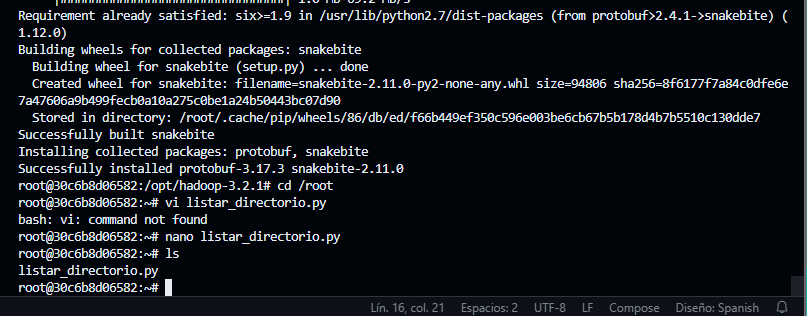 Requirement already satisfied: six>=1.9 in /usr/lib/python2.7/dist-packages (from protobuf>2.4.1->snakebite) (
1.12.0)
Building wheels for collected packages: snakebite
  Building wheel for snakebite (setup.py) ... done
  Created wheel for snakebite: filename=snakebite-2.11.0-py2-none-any.whl size=94806 sha256=8f6177f7a84c0dfe6e
7a47606a9b499fecb0a10a275c0be1a24b50443bc07d90
  Stored in directory: /root/.cache/pip/wheels/86/db/ed/f66b449ef350c596e003be6cb67b5b178d4b7b5510c130dde7
Successfully built snakebite
Installing collected packages: protobuf, snakebite
Successfully installed protobuf-3.17.3 snakebite-2.11.0
root@30c6b8d06582:/opt/hadoop-3.2.1# cd /root
root@30c6b8d06582:~# vi listar_directorio.py
bash: vi: command not found
root@30c6b8d06582:~# nano listar_directorio.py
root@30c6b8d06582:~# ls
listar_directorio.py
root@30c6b8d06582:~#
Lín. 16, col. 21 Espacios: 2 UTF-8 LF Compose Diseño: Spanish